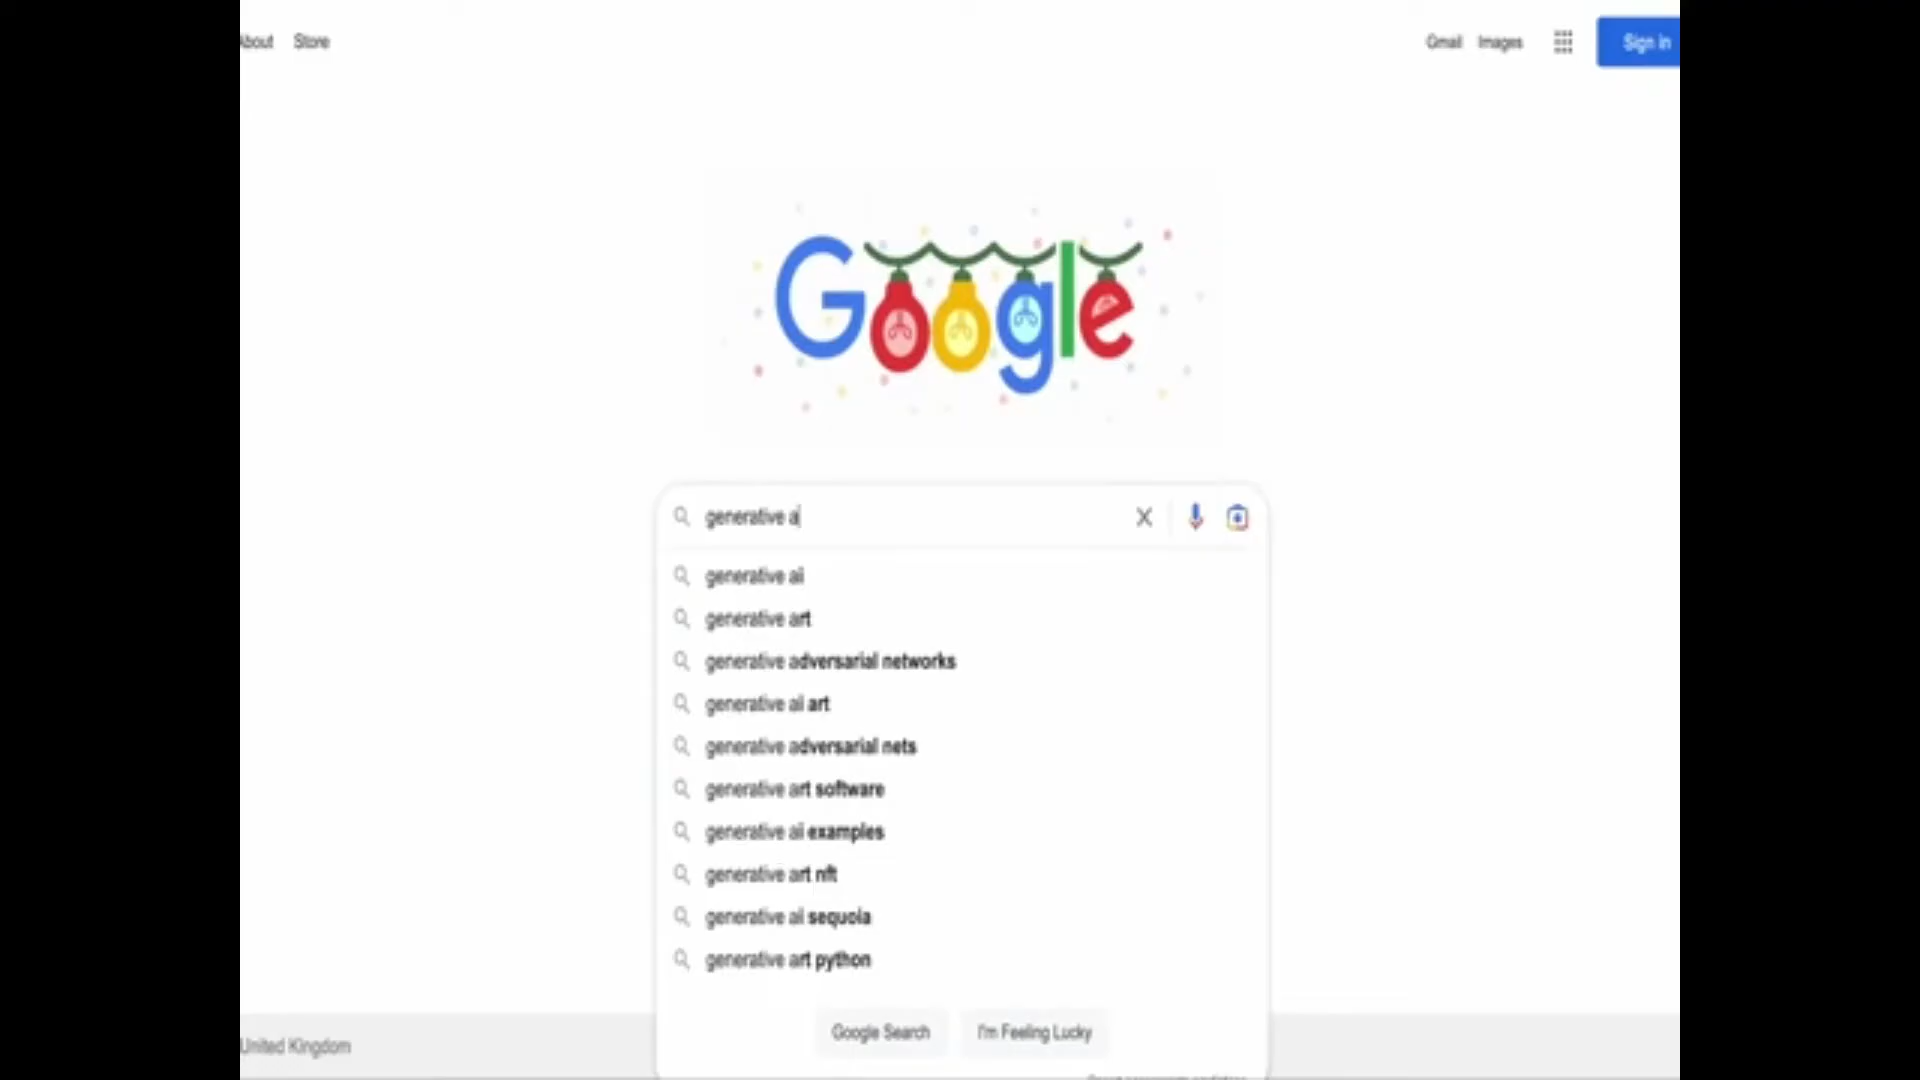 About Store Gmail Images Sign in
Google
generative a
generative ai
generative art
generative adversarial networks
generative ai art
generative adversarial nets
generative art software
generative ai examples
generative art nft
generative ai sequoia
generative art python
Google Search I'm Feeling Lucky
United Kingdom